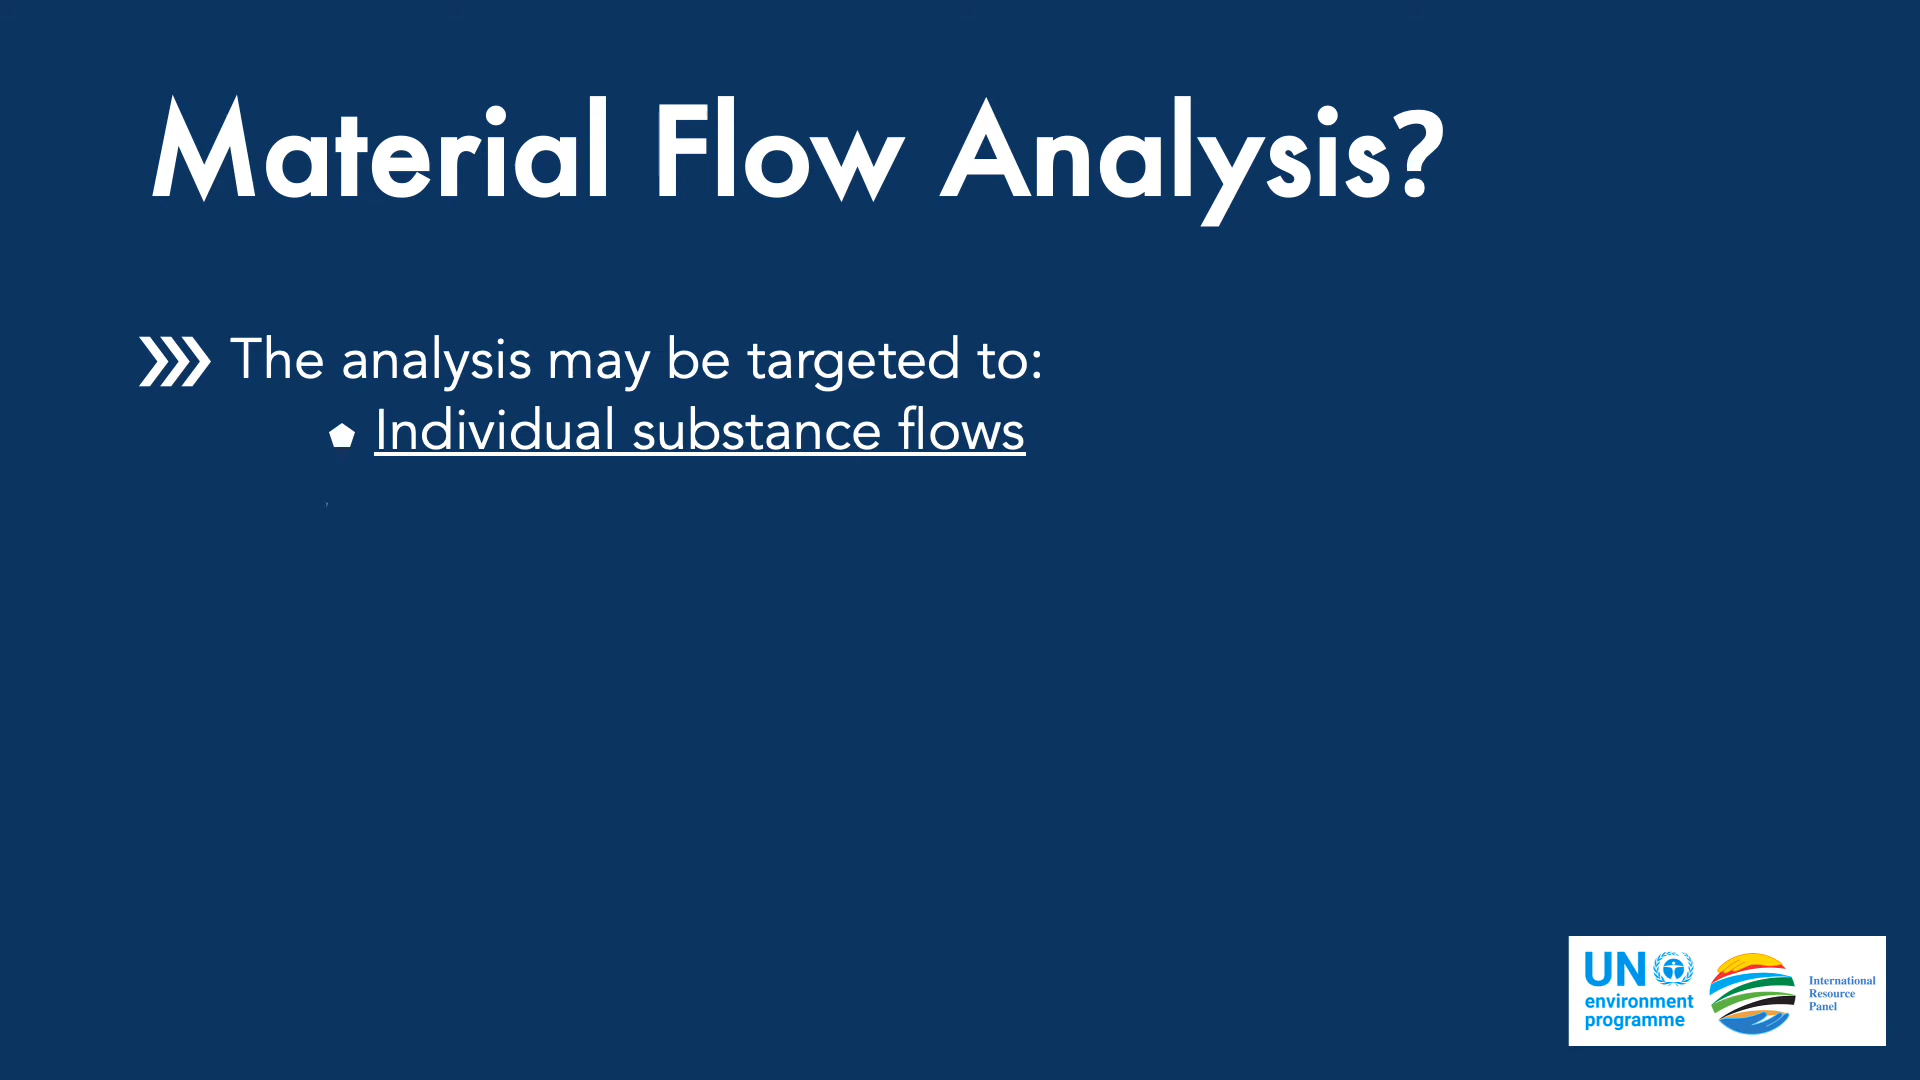 Material Flow Analysis?
The analysis may be targeted to:
Individual substance flows
UN
environment
programme
International
Resource
Panel